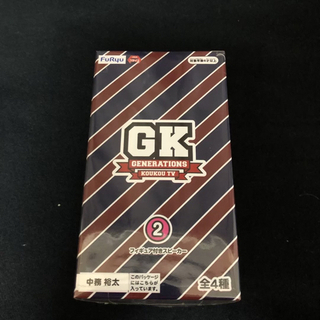 FuRyu
GK
GENERATIONS
KOUKOU TV
2
フィギュア付きスピーカー
中務 裕太
このパッケージ
にはこちらが
入っています。
全4種